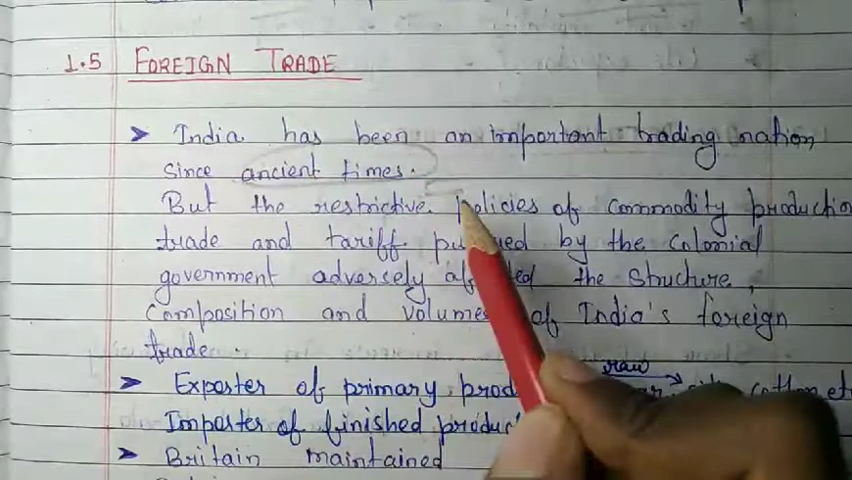 1.5 FOREIGN TRADE
➤ India has been an important trading nation
since ancient times.
But the restrictive policies of commodity production
trade and tariff by the Colonial
government adversely the structure,
Composition and volume of India's foreign
trade.
➤ Exporter of primary raw
Importer of finished
➤ Britain maintained